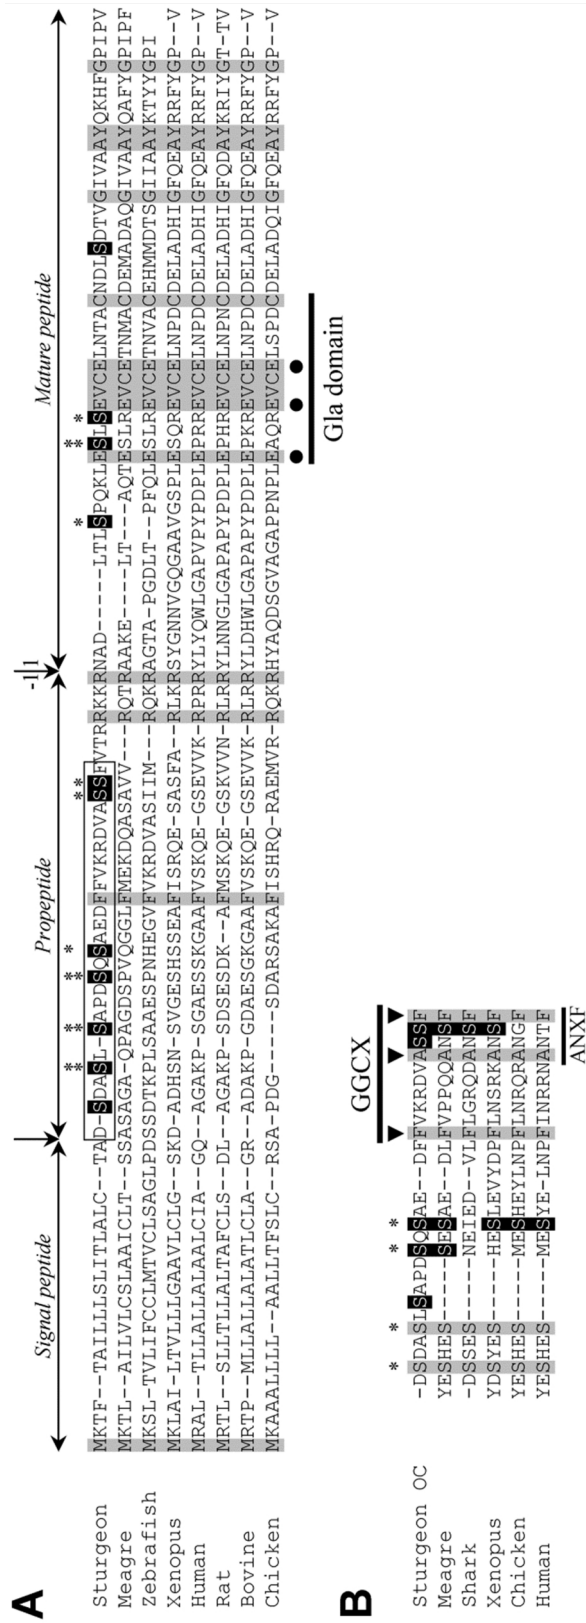 A
Signal peptide
Propeptide
-1
1
Mature peptide
** ** ** * ** * ** *
Sturgeon MKTF--TAILLLSLITLALC--TAD-SDASL-SAPDSQSAEDFFVKRDVASSFVTRRKKRNAD-----LTLSPQKLESLSEVCELNTACNDLSDTVGIVAAYQKHFGPIPV
Meagre MKTL--AILVLCSLAAICLT--SSASAGA-QPAGDSPVQGGLFMEKDQASAVV---RQTRAAKE----LT---AQTESLREVCETNMACDEMADAQGIVAAYQAFYGPIPF
Zebrafish MKSL-TVLIFCCLMTVCLSAGLPDSSDTKPLSAAESPNHEGVFVKRDVASIIM---RQKRAGTA-PGDLT--PFQLESLREVCETNVACEHMMDTSGIIAAYKTYYGPI
Xenopus MKLAI-LTVLLLGAAVLCLG--SKD-ADHSN-SVGESHSSEAFISRQE-SASFA--RLKRSYGNNVGQGAAVGSPLESQREVCELNPDCDELADHIGFQEAYRRFYGP--V
Human MRAL--TLLALLALAALCIA--GQ--AGAKP-SGAESSKGAAFVSKQE-GSEVVK-RPRRYLYQWLGAPVPYPDPLEPRREVCELNPDCDELADHIGFQEAYRRFYGP--V
Rat MRTL--SLLTLLALTAFCLS--DL--AGAKP-SDSESDK--AFMSKQE-GSKVVN-RLRRYLNNGLGAPAPYPDPLEPHREVCELNPNCDELADHIGFQDAYKRIYGT-TV
Bovine MRTP--MLLALLALATLCLA--GR--ADAKP-GDAESGKGAAFVSKQE-GSEVVK-RLRRYLDHWLGAPAPYPDPLEPKREVCELNPDCDELADHIGFQEAYRRFYGP--V
Chicken MKAAALLLL--AALLTFSLC--RSA-PDG-----SDARSAKAFISHRQ-RAEMVR-RQKRHYAQDSGVAGAPPNPLEAQREVCELSPDCDELADQIGFQEAYRRFYGP--V
Gla domain
B
GGCX
* * * *
Sturgeon OC -DSDASLSAPDSQSAE--DFFVKRDVASSF
Meagre YESHES----SESAE--DLFVPPQQANSF
Shark -DSSES-----NEIED--VLFLGRQDANSF
Xenopus YDSYES-----HESLEVYDPFLNSRKANSF
Chicken YESHES-----MESHEYLNPFLNRQRANGF
Human YESHES-----MESYE-LNPFINRRNANTF
ANXF